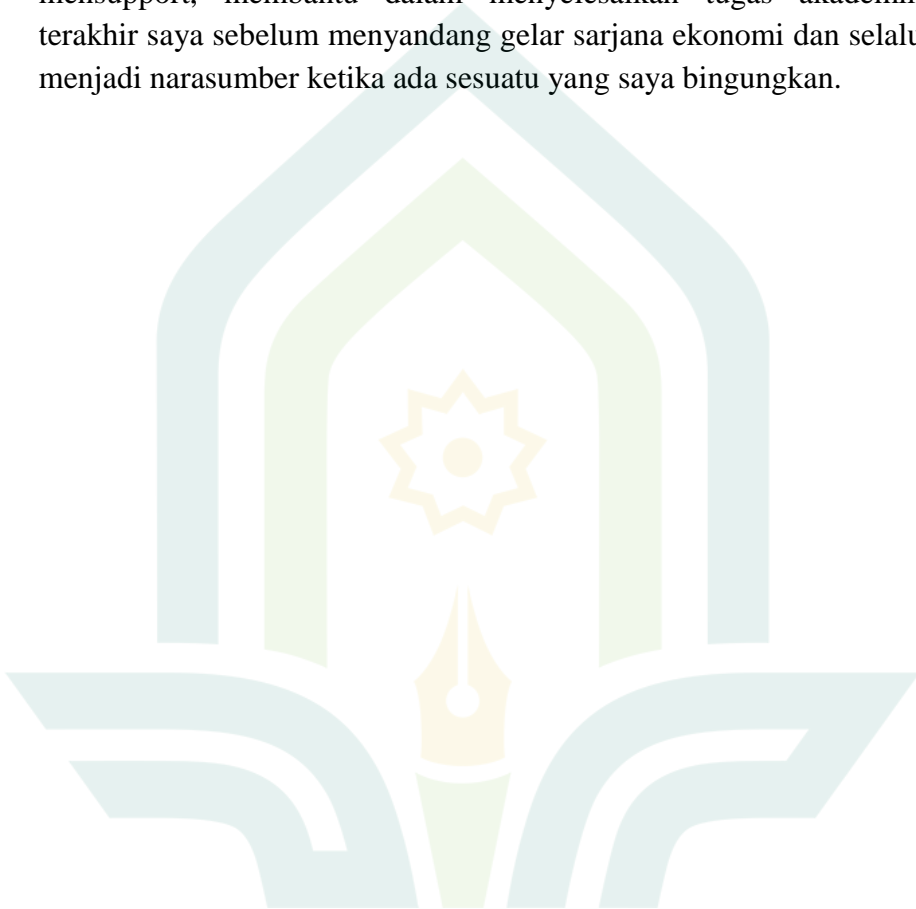 mensupport, membantu dalam menyelesaikan tugas akademik
terakhir saya sebelum menyandang gelar sarjana ekonomi dan selalu
menjadi narasumber ketika ada sesuatu yang saya bingungkan.